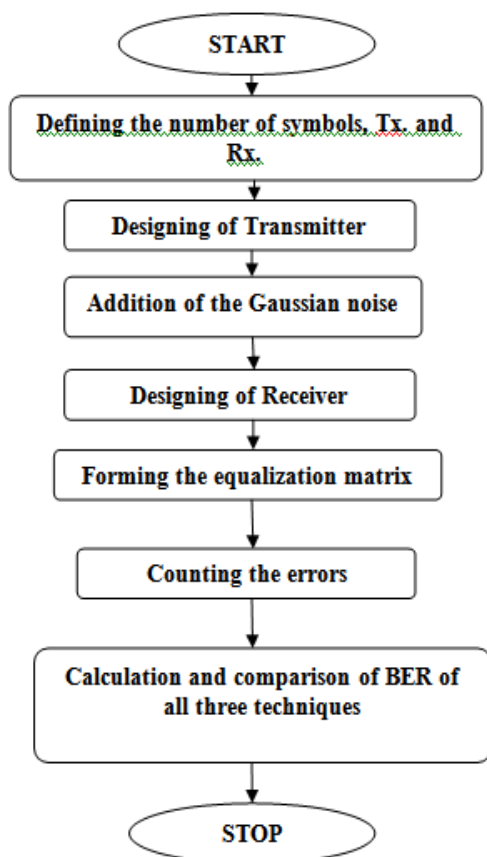 START
Defining the number of symbols, Tx. and
Rx.
Designing of Transmitter
Addition of the Gaussian noise
Designing of Receiver
Forming the equalization matrix
Counting the errors
Calculation and comparison of BER of
all three techniques
STOP